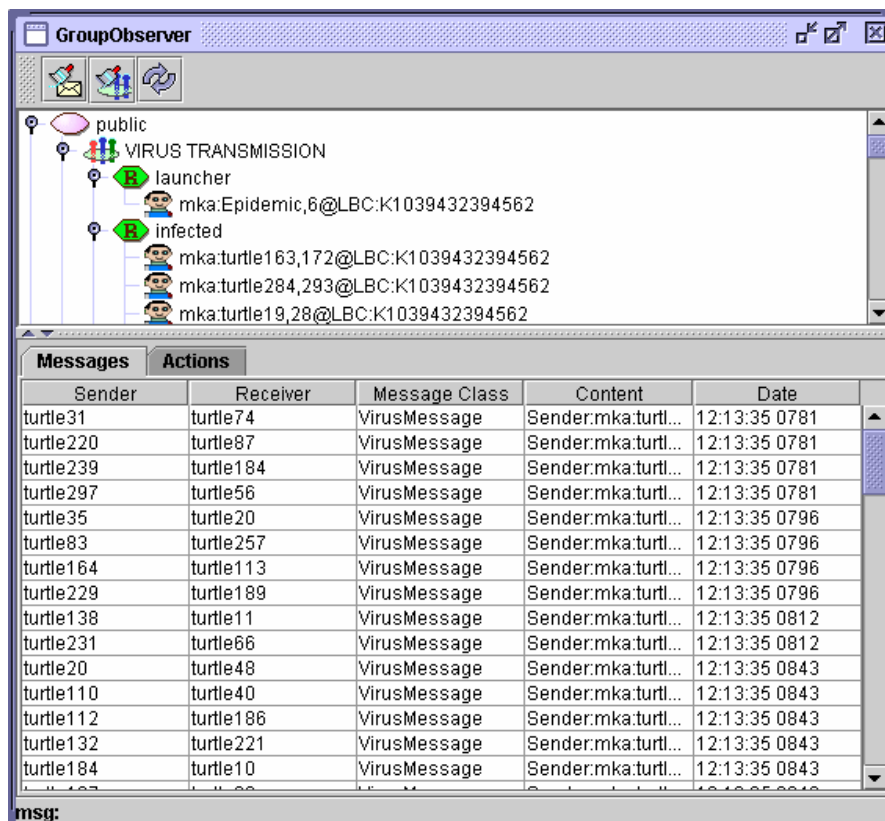 GroupObserver
public
VIRUS TRANSMISSION
R launcher
mka:Epidemic,6@LBC:K1039432394562
R infected
mka:turtle163,172@LBC:K1039432394562
mka:turtle284,293@LBC:K1039432394562
mka:turtle19,28@LBC:K1039432394562
Messages Actions
Sender Receiver Message Class Content Date
turtle31 turtle74 VirusMessage Sender:mka:turtl... 12:13:35 0781
turtle220 turtle87 VirusMessage Sender:mka:turtl... 12:13:35 0781
turtle239 turtle184 VirusMessage Sender:mka:turtl... 12:13:35 0781
turtle297 turtle56 VirusMessage Sender:mka:turtl... 12:13:35 0781
turtle35 turtle20 VirusMessage Sender:mka:turtl... 12:13:35 0796
turtle83 turtle257 VirusMessage Sender:mka:turtl... 12:13:35 0796
turtle164 turtle113 VirusMessage Sender:mka:turtl... 12:13:35 0796
turtle229 turtle189 VirusMessage Sender:mka:turtl... 12:13:35 0796
turtle138 turtle11 VirusMessage Sender:mka:turtl... 12:13:35 0812
turtle231 turtle66 VirusMessage Sender:mka:turtl... 12:13:35 0812
turtle20 turtle48 VirusMessage Sender:mka:turtl... 12:13:35 0843
turtle110 turtle40 VirusMessage Sender:mka:turtl... 12:13:35 0843
turtle112 turtle186 VirusMessage Sender:mka:turtl... 12:13:35 0843
turtle132 turtle221 VirusMessage Sender:mka:turtl... 12:13:35 0843
turtle184 turtle10 VirusMessage Sender:mka:turtl... 12:13:35 0843
msg: